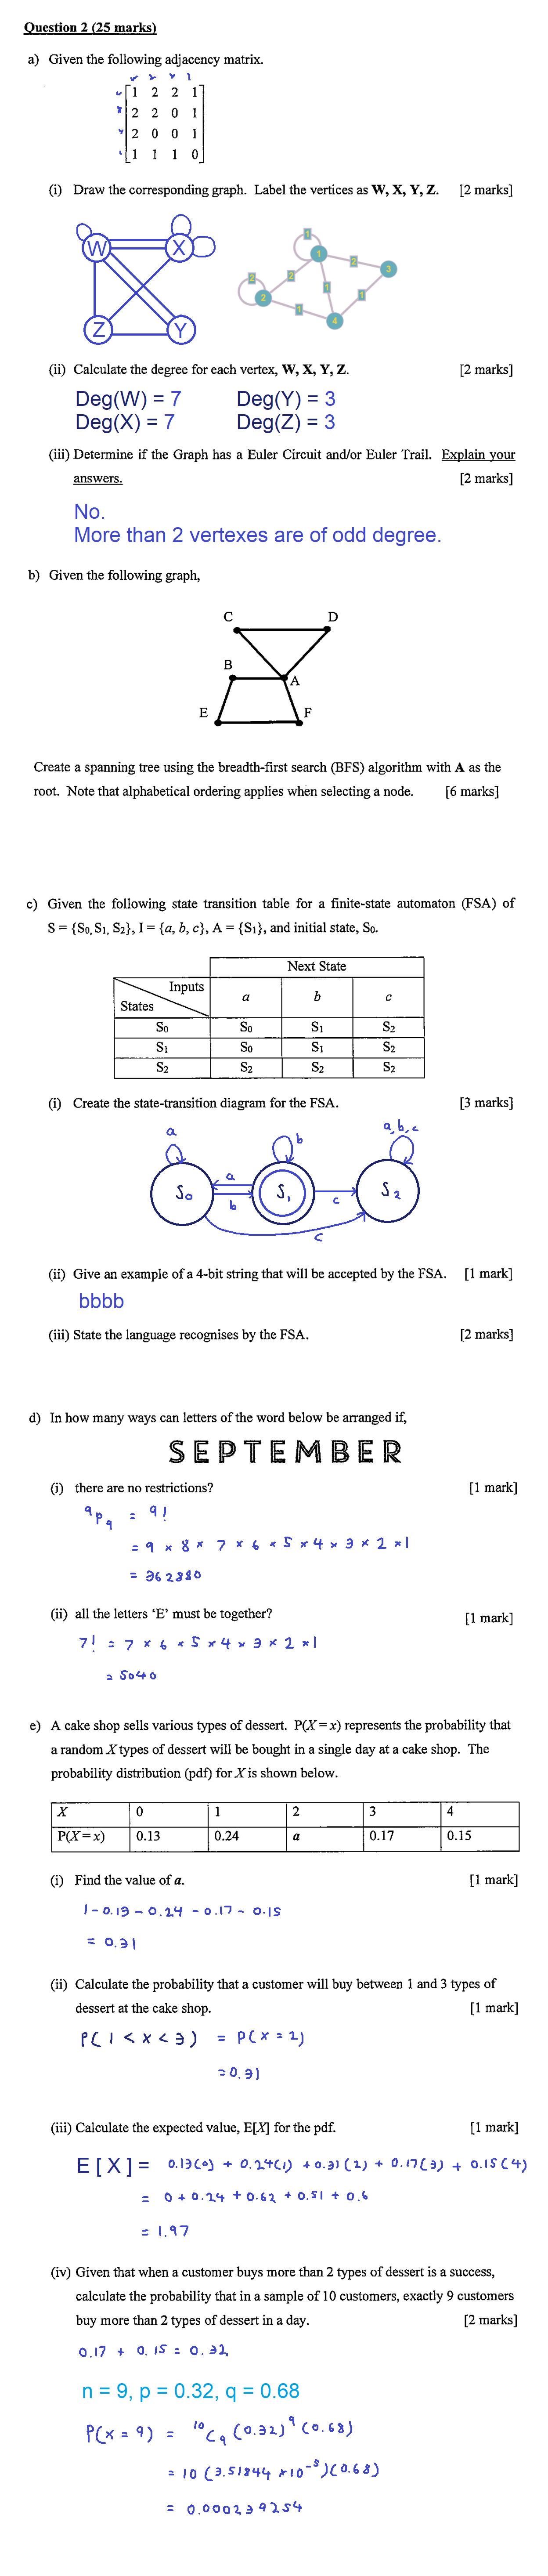 Question 2 (25 marks)
a) Given the following adjacency matrix.
w x y z
w 1 2 2 1
x 2 2 0 1
y 2 0 0 1
z 1 1 1 0
(i) Draw the corresponding graph. Label the vertices as W, X, Y, Z. [2 marks]
W X
Z Y
1 1 2 3
2 2 2 1 1
1 4
(ii) Calculate the degree for each vertex, W, X, Y, Z. [2 marks]
Deg(W) = 7 Deg(Y) = 3
Deg(X) = 7 Deg(Z) = 3
(iii) Determine if the Graph has a Euler Circuit and/or Euler Trail. Explain your
answers. [2 marks]
No.
More than 2 vertexes are of odd degree.
b) Given the following graph,
C D
B A
E F
Create a spanning tree using the breadth-first search (BFS) algorithm with A as the
root. Note that alphabetical ordering applies when selecting a node. [6 marks]
c) Given the following state transition table for a finite-state automaton (FSA) of
S = {S0, S1, S2}, I = {a, b, c}, A = {S1}, and initial state, S0.
Next State
Inputs
States
a b c
S0 S0 S1 S2
S1 S0 S1 S2
S2 S2 S2 S2
(i) Create the state-transition diagram for the FSA. [3 marks]
a b a,b,c
S0 a b S1 c S2
c
(ii) Give an example of a 4-bit string that will be accepted by the FSA. [1 mark]
bbbb
(iii) State the language recognises by the FSA. [2 marks]
d) In how many ways can letters of the word below be arranged if,
SEPTEMBER
(i) there are no restrictions? [1 mark]
9P9 = 9!
= 9 × 8 × 7 × 6 × 5 × 4 × 3 × 2 × 1
= 362880
(ii) all the letters ‘E’ must be together? [1 mark]
7! = 7 × 6 × 5 × 4 × 3 × 2 × 1
= 5040
e) A cake shop sells various types of dessert. P(X = x) represents the probability that
a random X types of dessert will be bought in a single day at a cake shop. The
probability distribution (pdf) for X is shown below.
X 0 1 2 3 4
P(X=x) 0.13 0.24 a 0.17 0.15
(i) Find the value of a. [1 mark]
1 - 0.13 - 0.24 - 0.17 - 0.15
= 0.31
(ii) Calculate the probability that a customer will buy between 1 and 3 types of
dessert at the cake shop. [1 mark]
P( 1 < x < 3 ) = P(x = 2)
= 0.31
(iii) Calculate the expected value, E[X] for the pdf. [1 mark]
E [ X ] = 0.13(0) + 0.24(1) + 0.31(2) + 0.17(3) + 0.15(4)
= 0 + 0.24 + 0.62 + 0.51 + 0.6
= 1.97
(iv) Given that when a customer buys more than 2 types of dessert is a success,
calculate the probability that in a sample of 10 customers, exactly 9 customers
buy more than 2 types of dessert in a day. [2 marks]
0.17 + 0.15 = 0.32
n = 9, p = 0.32, q = 0.68
P(x = 9) = 10C9 (0.32)^9 (0.68)
= 10 (3.51844 × 10^-5)(0.68)
= 0.000239254